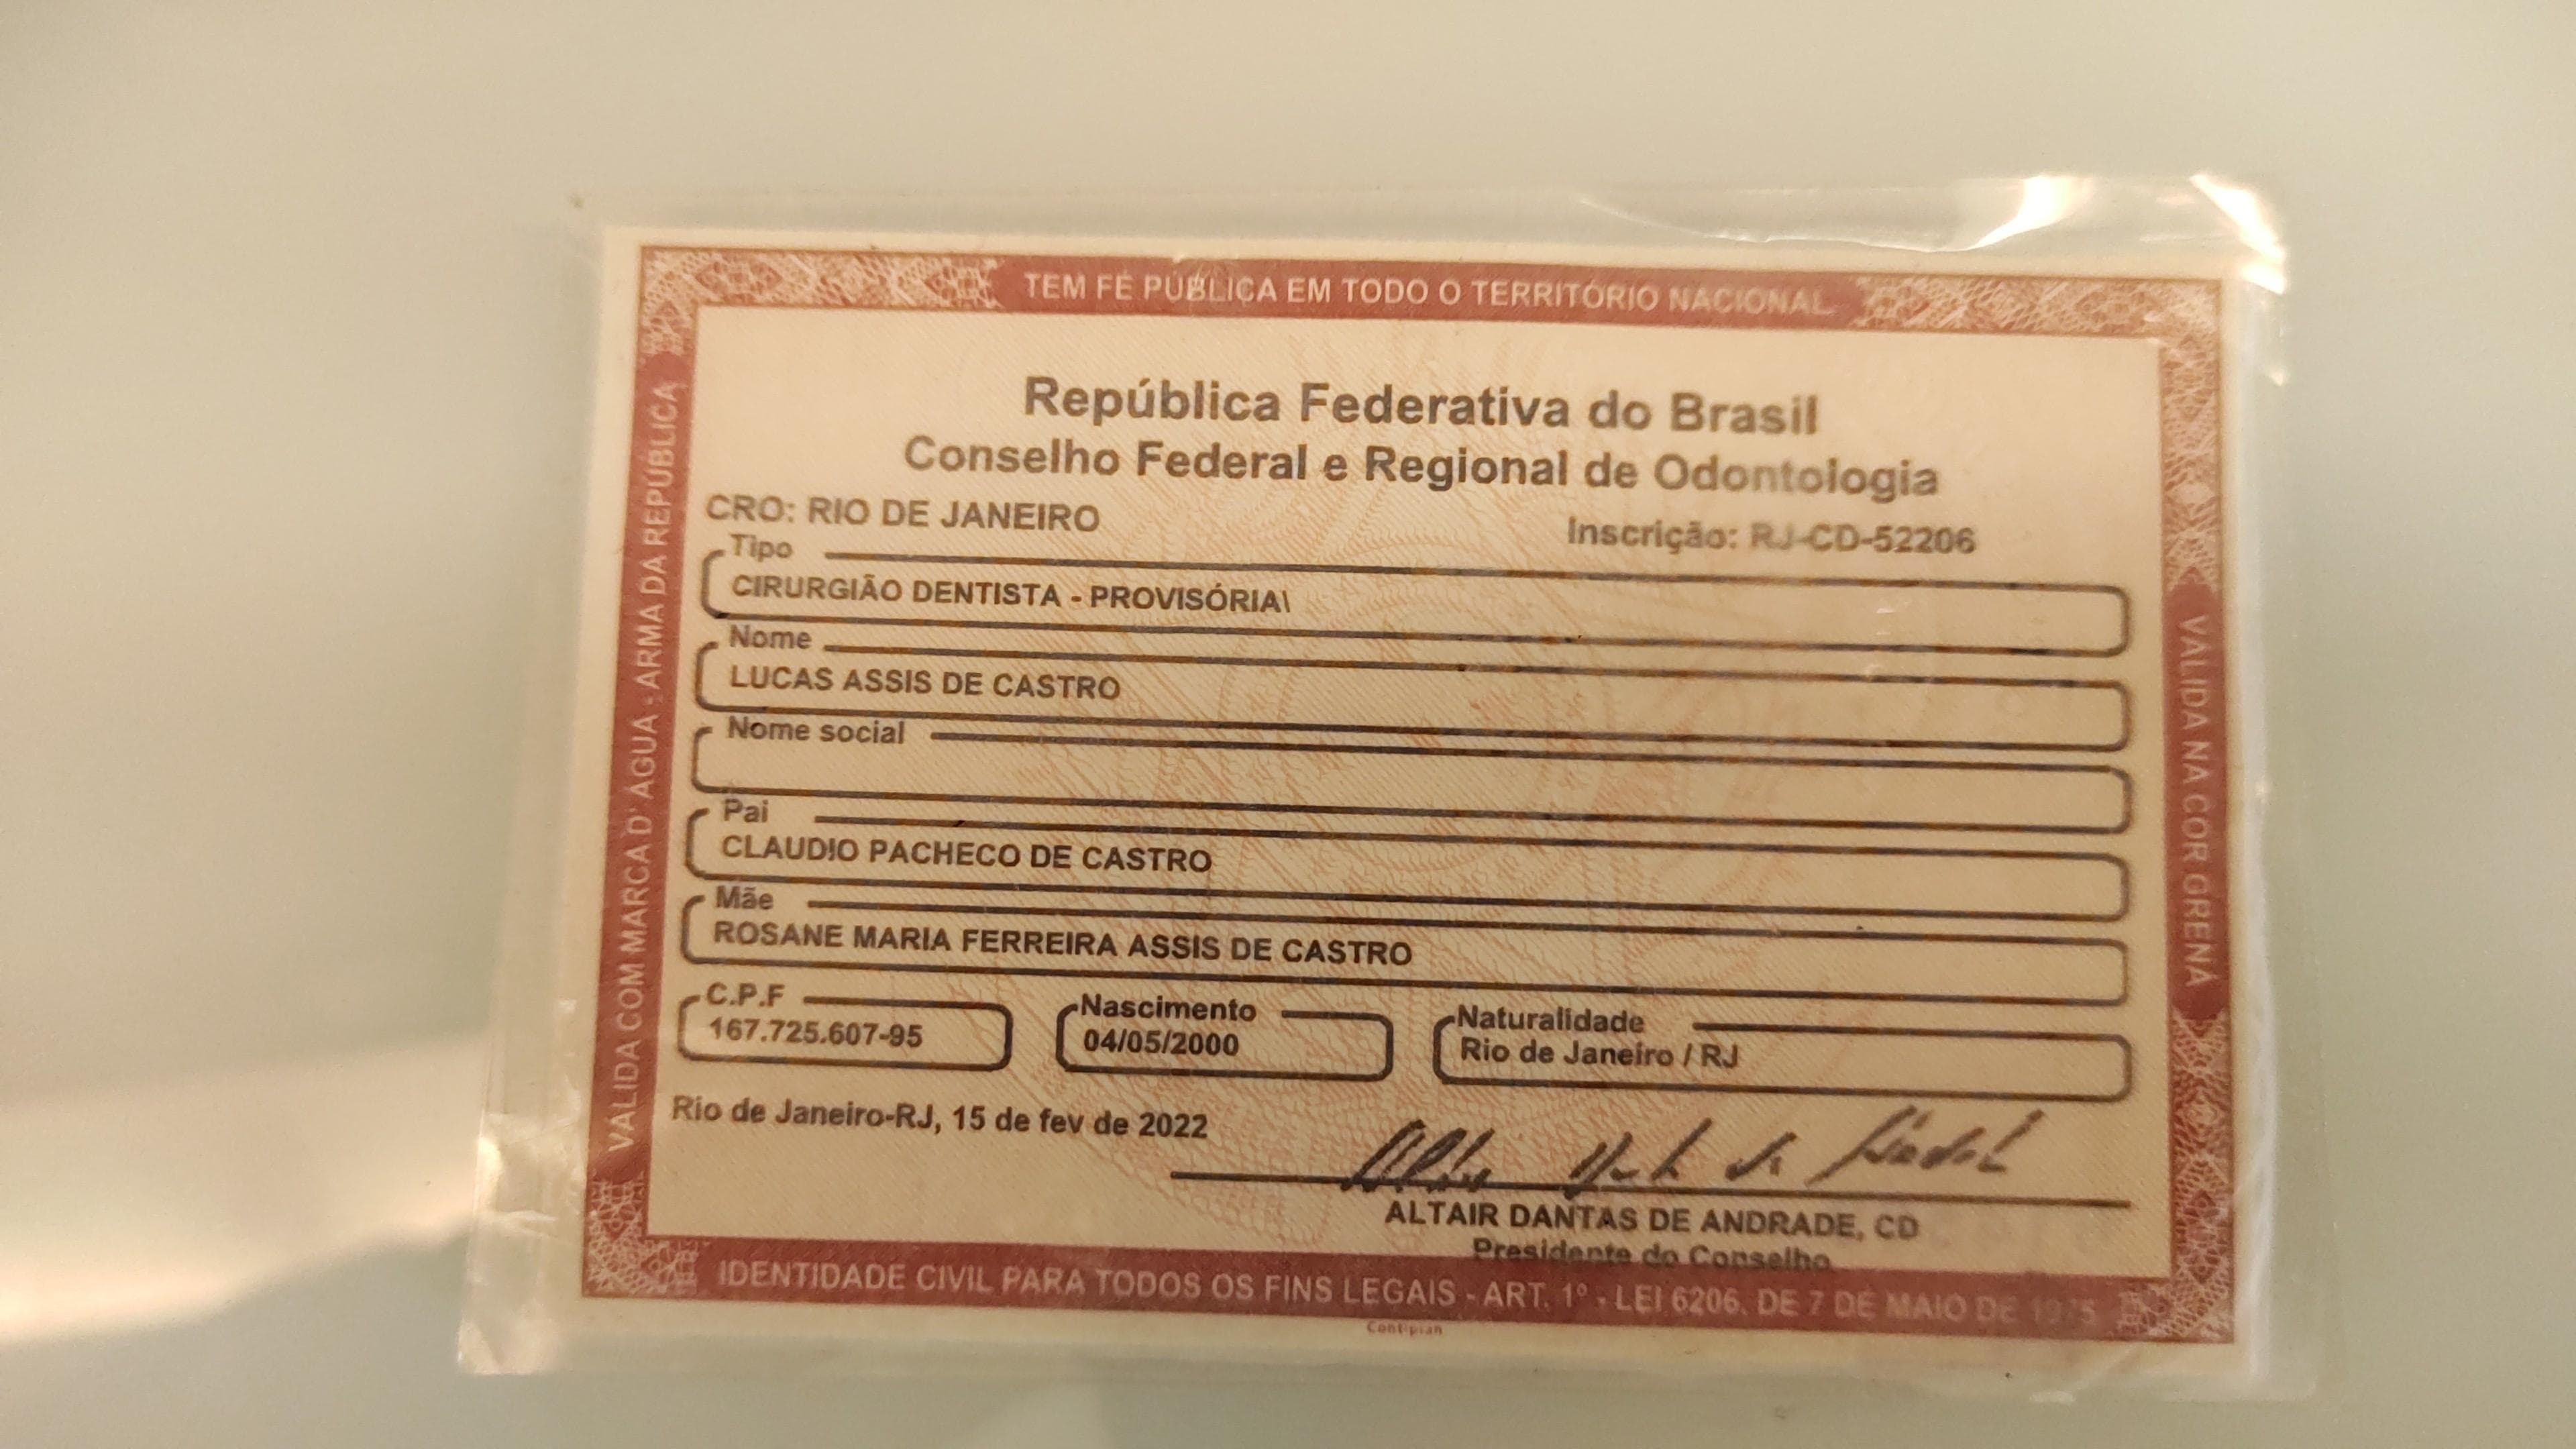 TEM FÉ PÚBLICA EM TODO O TERRITÓRIO NACIONAL
VALIDA COM MARCA D' ÁGUA - ARMA DA REPÚBLICA
República Federativa do Brasil
Conselho Federal e Regional de Odontologia
CRO: RIO DE JANEIRO Inscrição: RJ-CD-52206
Tipo
CIRURGIÃO DENTISTA - PROVISÓRIA\
Nome
LUCAS ASSIS DE CASTRO
Nome social
Pai
CLAUDIO PACHECO DE CASTRO
Mãe
ROSANE MARIA FERREIRA ASSIS DE CASTRO
C.P.F Nascimento Naturalidade
167.725.607-95 04/05/2000 Rio de Janeiro / RJ
Rio de Janeiro-RJ, 15 de fev de 2022
ALTAIR DANTAS DE ANDRADE, CD
Presidente do Conselho
VALIDA NA COR GRENÁ
IDENTIDADE CIVIL PARA TODOS OS FINS LEGAIS - ART. 1º - LEI 6206. DE 7 DE MAIO DE 1975